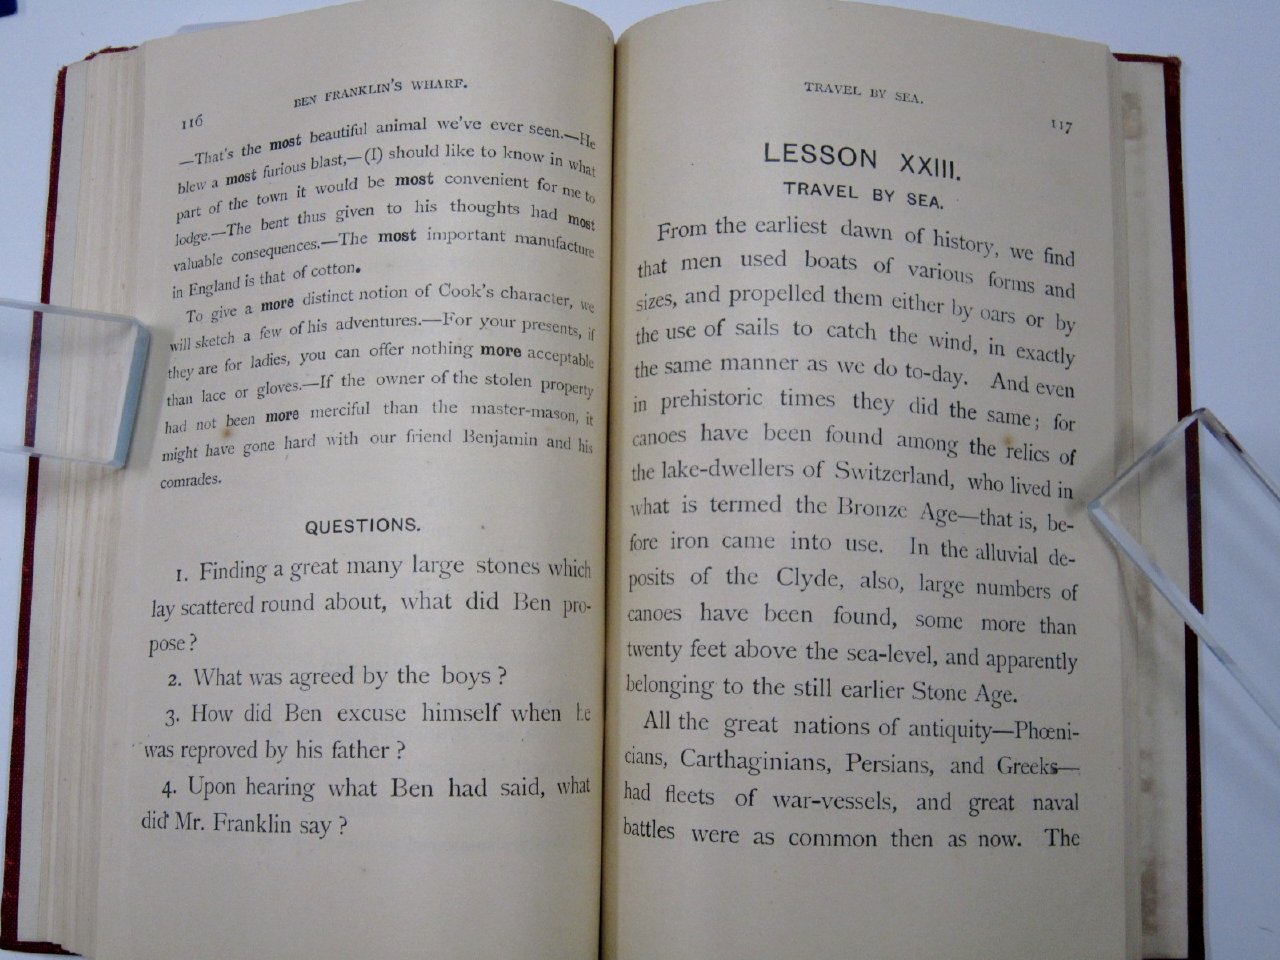 116
BEN FRANKLIN'S WHARF.
—That's the most beautiful animal we've ever seen.—He
blew a most furious blast,—(I) should like to know in what
part of the town it would be most convenient for me to
lodge.—The bent thus given to his thoughts had most
valuable consequences.—The most important manufacture
in England is that of cotton.
To give a more distinct notion of Cook's character, we
will sketch a few of his adventures.—For your presents, if
they are for ladies, you can offer nothing more acceptable
than lace or gloves.—If the owner of the stolen property
had not been more merciful than the master-mason, it
might have gone hard with our friend Benjamin and his
comrades.
QUESTIONS.
1. Finding a great many large stones which
lay scattered round about, what did Ben pro-
pose ?
2. What was agreed by the boys ?
3. How did Ben excuse himself when he
was reproved by his father ?
4. Upon hearing what Ben had said, what
did Mr. Franklin say ?
TRAVEL BY SEA.
117
LESSON XXIII.
TRAVEL BY SEA.
From the earliest dawn of history, we find
that men used boats of various forms and
sizes, and propelled them either by oars or by
the use of sails to catch the wind, in exactly
the same manner as we do to-day. And even
in prehistoric times they did the same; for
canoes have been found among the relics of
the lake-dwellers of Switzerland, who lived in
what is termed the Bronze Age—that is, be-
fore iron came into use. In the alluvial de-
posits of the Clyde, also, large numbers of
canoes have been found, some more than
twenty feet above the sea-level, and apparently
belonging to the still earlier Stone Age.
All the great nations of antiquity—Phœni-
cians, Carthaginians, Persians, and Greeks—
had fleets of war-vessels, and great naval
battles were as common then as now. The